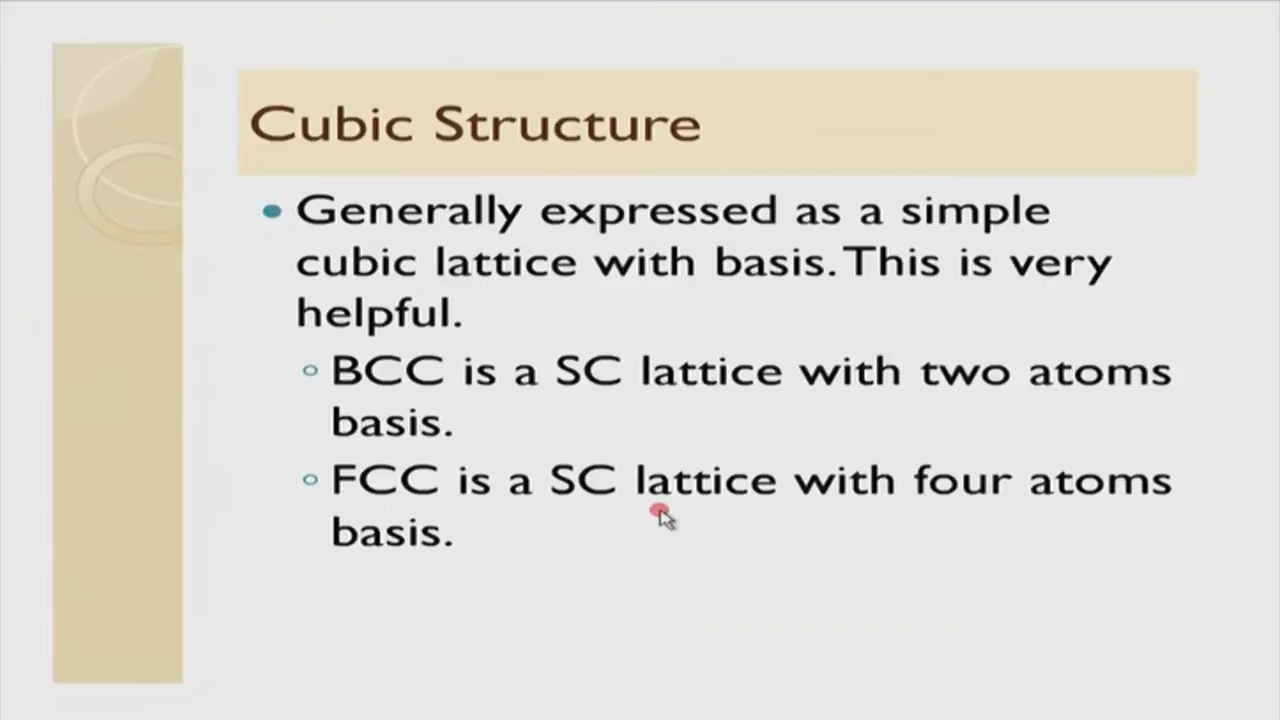 Cubic Structure
Generally expressed as a simple
cubic lattice with basis. This is very
helpful.
BCC is a SC lattice with two atoms
basis.
FCC is a SC lattice with four atoms
basis.